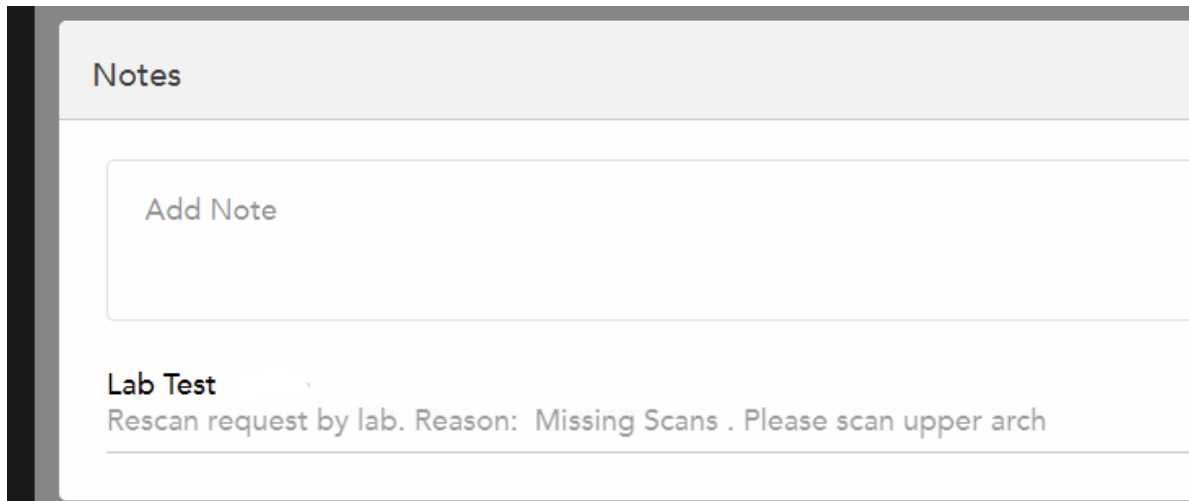 Notes
Add Note
Lab Test
Rescan request by lab. Reason:  Missing Scans . Please scan upper arch